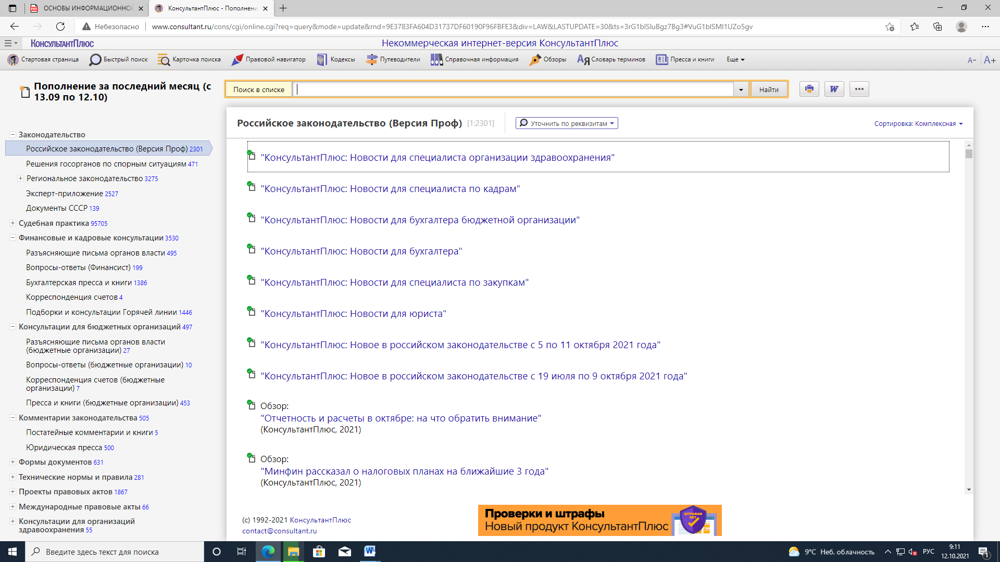 ОСНОВЫ ИНФОРМАЦИОННОЙ
КонсультантПлюс - Пополнени
Небезопасно
www.consultant.ru/cons/cgi/online.cgi?req=query&mode=update&rnd=9E3783FA604D31737DF60190F96FBFE3&div=LAW&LASTUPDATE=30&ts=3rG1blSIuBgz7Bg3#VuG1blSMI1UZo5gv
КонсультантПлюс
Некоммерческая интернет-версия КонсультантПлюс
Стартовая страница
Быстрый поиск
Карточка поиска
Правовой навигатор
Кодексы
Путеводители
Справочная информация
Обзоры
Словарь терминов
Пресса и книги
Еще
A−
A+
Пополнение за последний месяц (с
13.09 по 12.10)
Поиск в списке
Найти
Законодательство
Российское законодательство (Версия Проф) 2301
Решения госорганов по спорным ситуациям 471
Региональное законодательство 3275
Эксперт-приложение 2527
Документы СССР 139
Судебная практика 95705
Финансовые и кадровые консультации 3530
Разъясняющие письма органов власти 495
Вопросы-ответы (Финансист) 199
Бухгалтерская пресса и книги 1386
Корреспонденция счетов 4
Подборки и консультации Горячей линии 1446
Консультации для бюджетных организаций 497
Разъясняющие письма органов власти
(бюджетные организации) 27
Вопросы-ответы (бюджетные организации) 10
Корреспонденция счетов (бюджетные
организации) 7
Пресса и книги (бюджетные организации) 453
Комментарии законодательства 505
Постатейные комментарии и книги 5
Юридическая пресса 500
Формы документов 631
Технические нормы и правила 281
Проекты правовых актов 1867
Международные правовые акты 66
Консультации для организаций
здравоохранения 55
Российское законодательство (Версия Проф) [1:2301]
Уточнить по реквизитам
Сортировка: Комплексная
"КонсультантПлюс: Новости для специалиста организации здравоохранения"
"КонсультантПлюс: Новости для специалиста по кадрам"
"КонсультантПлюс: Новости для бухгалтера бюджетной организации"
"КонсультантПлюс: Новости для бухгалтера"
"КонсультантПлюс: Новости для специалиста по закупкам"
"КонсультантПлюс: Новости для юриста"
"КонсультантПлюс: Новое в российском законодательстве с 5 по 11 октября 2021 года"
"КонсультантПлюс: Новое в российском законодательстве с 19 июля по 9 октября 2021 года"
Обзор:
"Отчетность и расчеты в октябре: на что обратить внимание"
(КонсультантПлюс, 2021)
Обзор:
"Минфин рассказал о налоговых планах на ближайшие 3 года"
(КонсультантПлюс, 2021)
(c) 1992-2021 КонсультантПлюс
contact@consultant.ru
Проверки и штрафы
Новый продукт КонсультантПлюс
ШТРАФАМ
НЕТ
Введите здесь текст для поиска
9°C Неб. облачность
РУС
9:11
12.10.2021
1